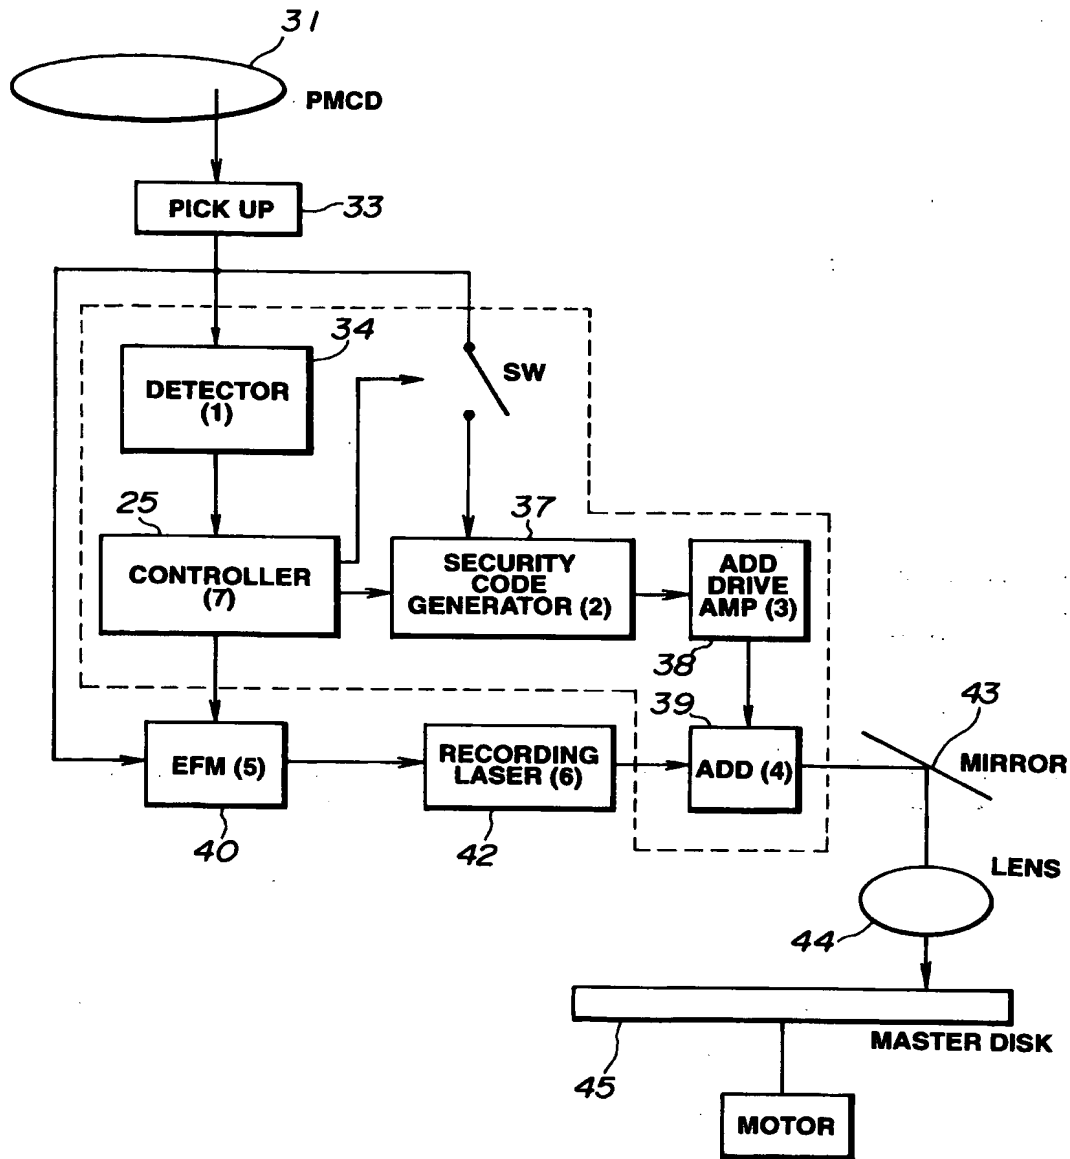 31
PMCD
PICK UP
33
34
DETECTOR
(1)
SW
25
CONTROLLER
(7)
37
SECURITY
CODE
GENERATOR (2)
ADD
DRIVE
AMP (3)
38
39
43
EFM (5)
RECORDING
LASER (6)
ADD (4)
MIRROR
40
42
LENS
44
MASTER DISK
45
MOTOR